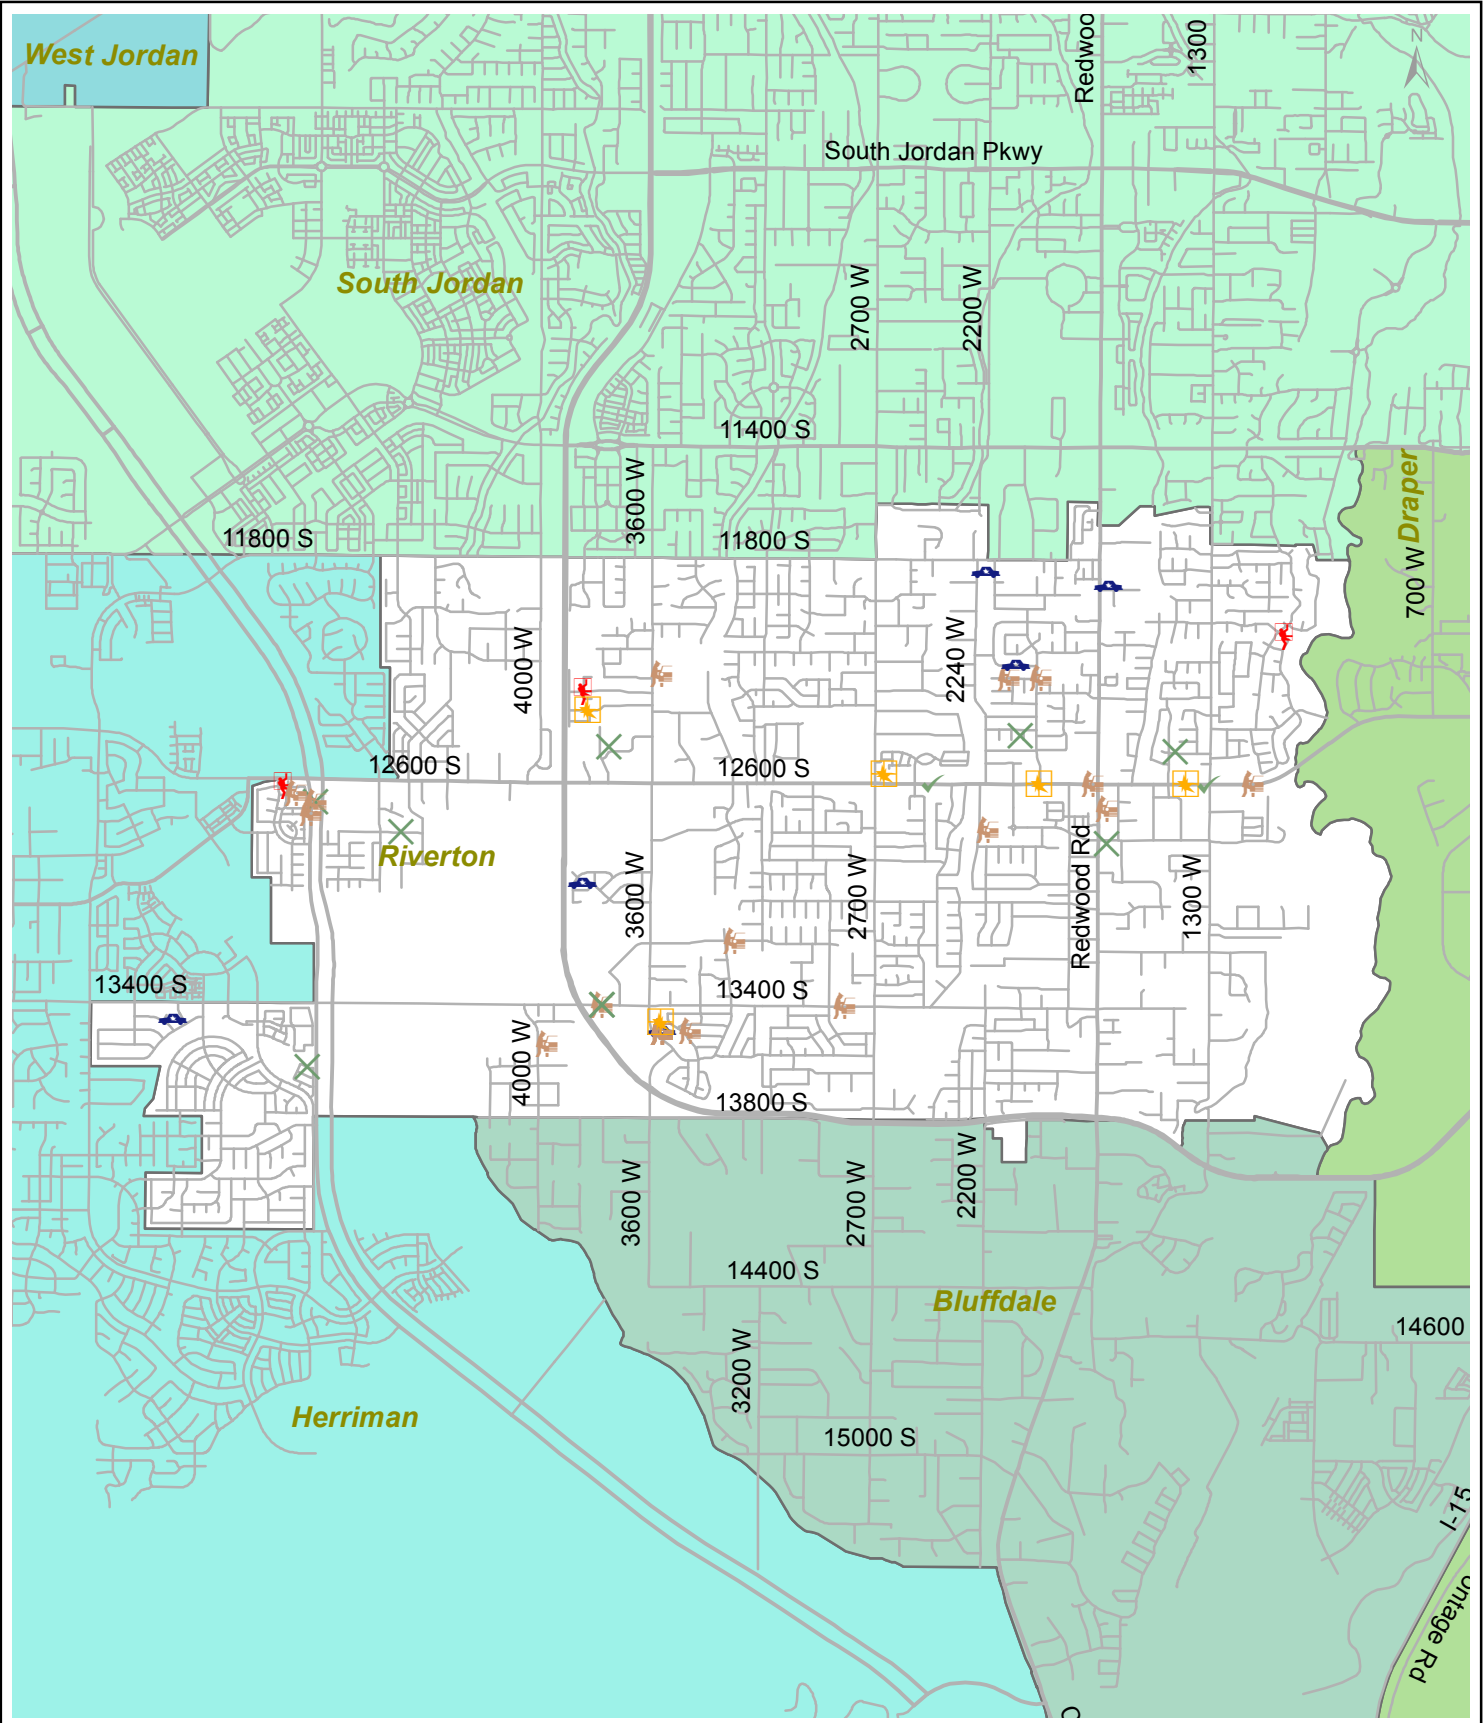 West Jordan
Redwoo
1300
N
South Jordan Pkwy
South Jordan
2700 W
2200 W
11400 S
Draper
3600 W
11800 S
11800 S
700 W
4000 W
2240 W
12600 S
12600 S
Riverton
3600 W
2700 W
Redwood Rd
1300 W
13400 S
13400 S
4000 W
13800 S
3600 W
2700 W
2200 W
14400 S
Bluffdale
14600
3200 W
Herriman
15000 S
I-15
ontage Rd